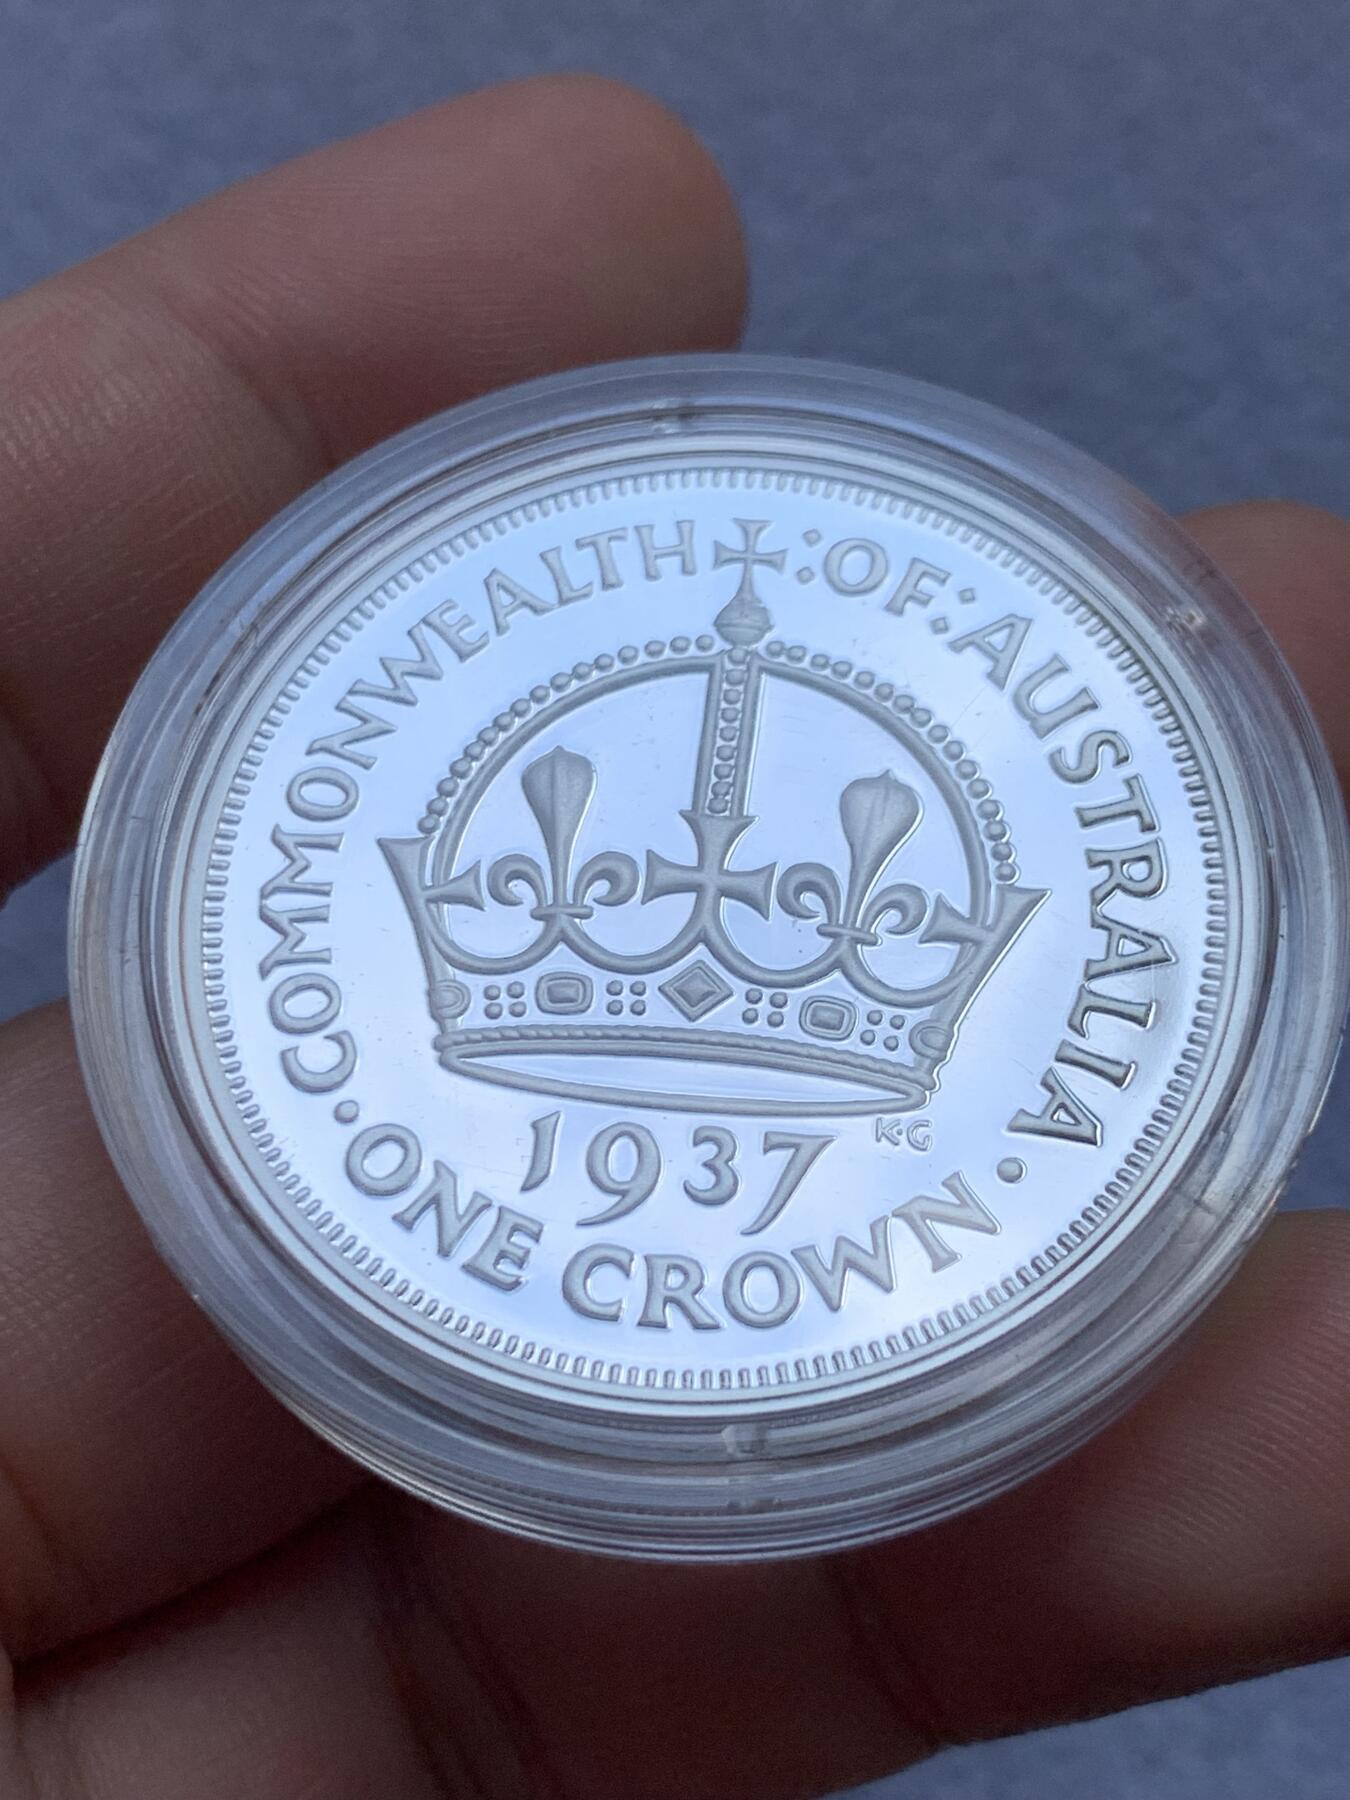 COMMONWEALTH :OF: AUSTRALIA
1937
K·G
·ONE CROWN·